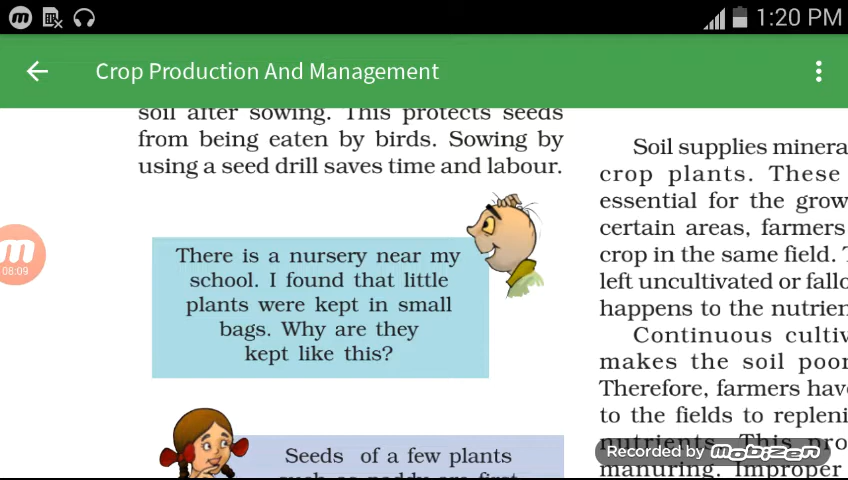 1:20 PM
Crop Production And Management
soil after sowing. This protects seeds
from being eaten by birds. Sowing by
using a seed drill saves time and labour.
There is a nursery near my
school. I found that little
plants were kept in small
bags. Why are they
kept like this?
Seeds of a few plants
such as paddy are first
08:09
Soil supplies minera
crop plants. These
essential for the grow
certain areas, farmers
crop in the same field. T
left uncultivated or fallo
happens to the nutrien
Continuous cultiv
makes the soil poor
Therefore, farmers have
to the fields to repleni
nutrients. This pro
manuring. Improper
Recorded by mobizen